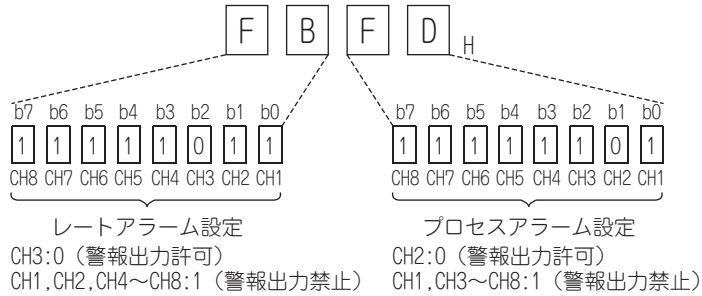 F B F D H
b7 b6 b5 b4 b3 b2 b1 b0 b7 b6 b5 b4 b3 b2 b1 b0
1 1 1 1 1 0 1 1 1 1 1 1 1 1 0 1
CH8 CH7 CH6 CH5 CH4 CH3 CH2 CH1 CH8 CH7 CH6 CH5 CH4 CH3 CH2 CH1
レートアラーム設定 プロセスアラーム設定
CH3:0（警報出力許可） CH2:0（警報出力許可）
CH1,CH2,CH4～CH8:1（警報出力禁止） CH1,CH3～CH8:1（警報出力禁止）